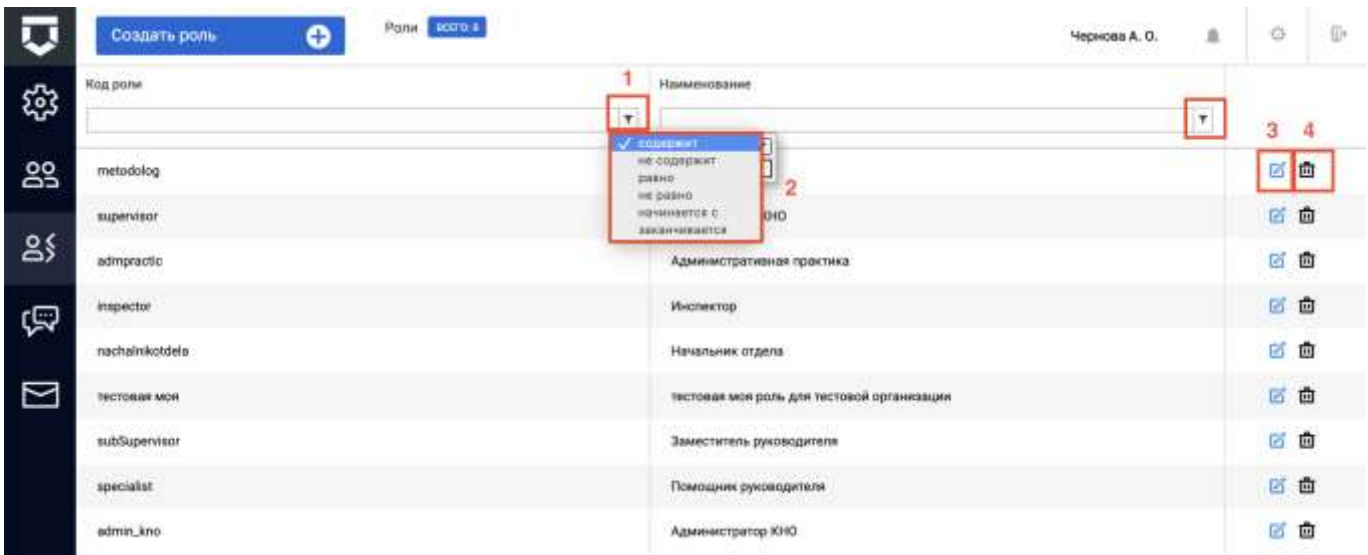 Создать роль
Роли ВСЕГО: 8
Чернова А. О.
Код роли 1 Наименование
3 4
содержит
metodolog не содержит
равно
2
не равно
supervisor начинается с КНО
заканчивается
admpractic Административная практика
inspector Инспектор
nachalnikotdela Начальник отдела
тестовая моя тестовая моя роль для тестовой организации
subSupervisor Заместитель руководителя
specialist Помощник руководителя
admin_kno Администратор КНО